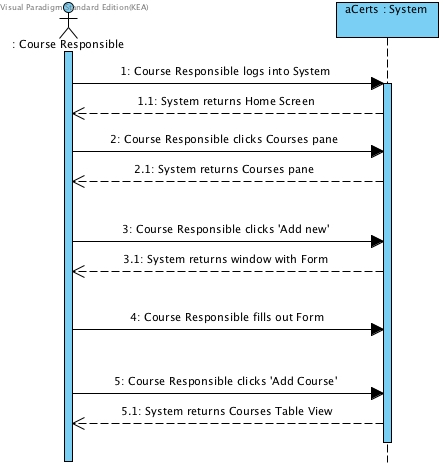 Visual Paradigm Standard Edition(KEA)
aCerts : System
: Course Responsible
1: Course Responsible logs into System
1.1: System returns Home Screen
2: Course Responsible clicks Courses pane
2.1: System returns Courses pane
3: Course Responsible clicks 'Add new'
3.1: System returns window with Form
4: Course Responsible fills out Form
5: Course Responsible clicks 'Add Course'
5.1: System returns Courses Table View